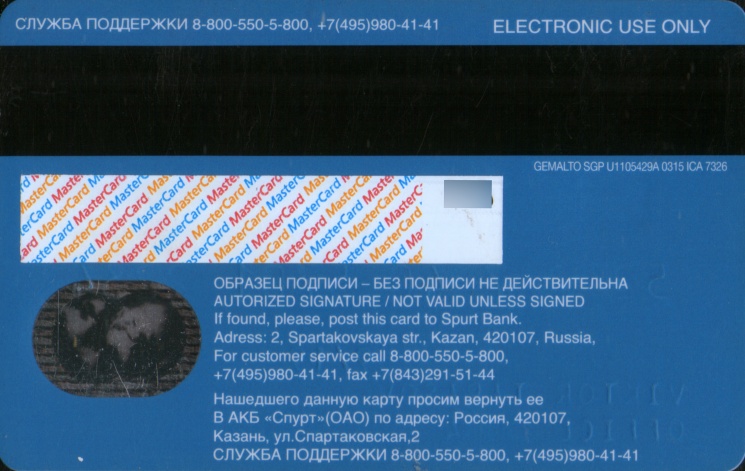 СЛУЖБА ПОДДЕРЖКИ 8-800-550-5-800, +7(495)980-41-41
ELECTRONIC USE ONLY
GEMALTO SGP U1105429A 0315 ICA 7326
MasterCard MasterCard MasterCard MasterCard
ОБРАЗЕЦ ПОДПИСИ – БЕЗ ПОДПИСИ НЕ ДЕЙСТВИТЕЛЬНА
AUTORIZED SIGNATURE / NOT VALID UNLESS SIGNED
If found, please, post this card to Spurt Bank.
Adress: 2, Spartakovskaya str., Kazan, 420107, Russia,
For customer service call 8-800-550-5-800,
+7(495)980-41-41, fax +7(843)291-51-44
Нашедшего данную карту просим вернуть ее
В АКБ «Спурт»(ОАО) по адресу: Россия, 420107,
Казань, ул.Спартаковская,2
СЛУЖБА ПОДДЕРЖКИ 8-800-550-5-800, +7(495)980-41-41